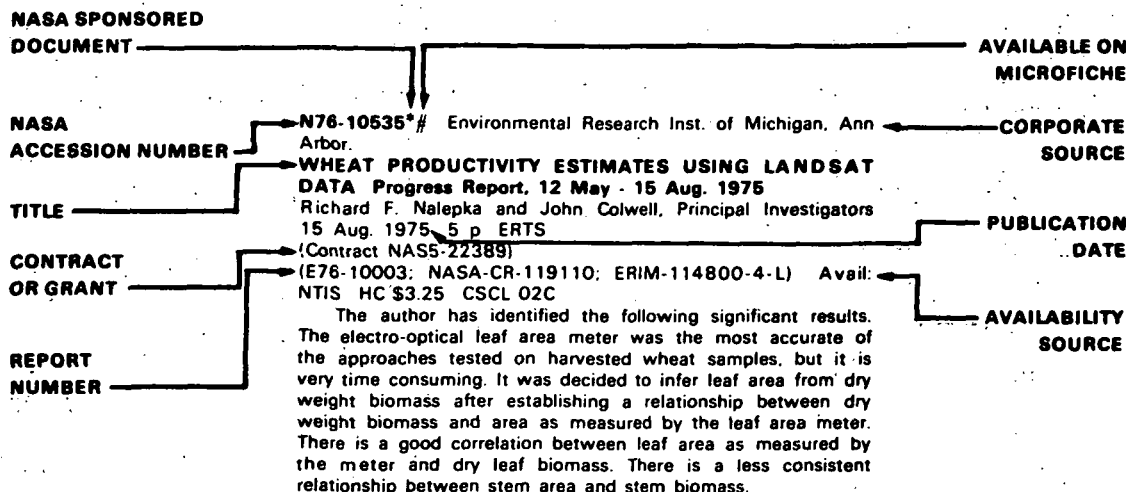 NASA SPONSORED
DOCUMENT
AVAILABLE ON
MICROFICHE
NASA
ACCESSION NUMBER
N76-10535*# Environmental Research Inst. of Michigan, Ann
Arbor.
CORPORATE
SOURCE
WHEAT PRODUCTIVITY ESTIMATES USING LANDSAT
DATA Progress Report, 12 May - 15 Aug. 1975
TITLE
Richard F. Nalepka and John Colwell, Principal Investigators
15 Aug. 1975 5 p ERTS
PUBLICATION
DATE
CONTRACT
OR GRANT
(Contract NAS5-22389)
(E76-10003; NASA-CR-119110; ERIM-114800-4-L) Avail:
NTIS HC $3.25 CSCL 02C
AVAILABILITY
SOURCE
REPORT
NUMBER
The author has identified the following significant results.
The electro-optical leaf area meter was the most accurate of
the approaches tested on harvested wheat samples, but it is
very time consuming. It was decided to infer leaf area from dry
weight biomass after establishing a relationship between dry
weight biomass and area as measured by the leaf area meter.
There is a good correlation between leaf area as measured by
the meter and dry leaf biomass. There is a less consistent
relationship between stem area and stem biomass.